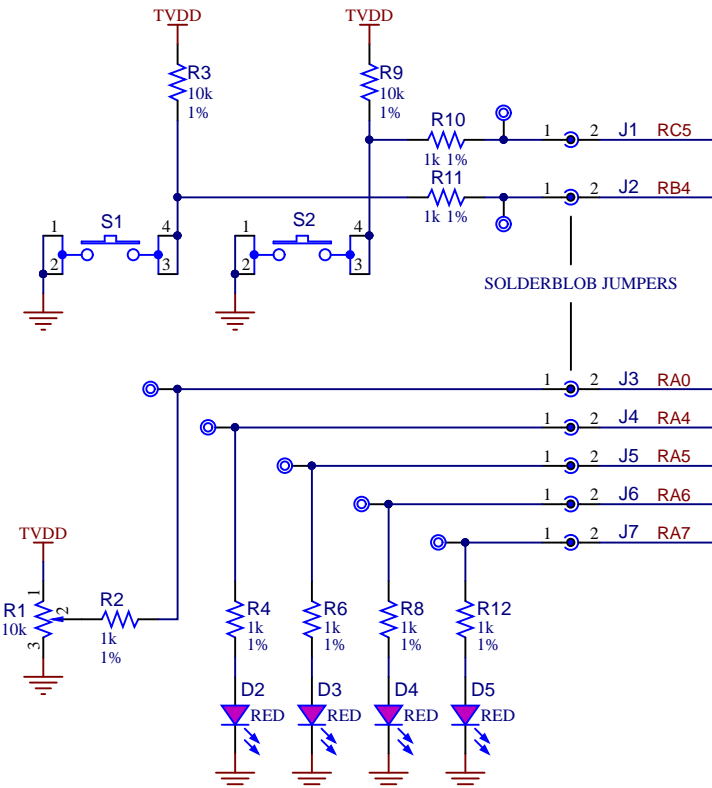 TVDD
TVDD
R3
10k
1%
R9
10k
1%
R10
1k 1%
1 2 J1 RC5
R11
1k 1%
1 2 J2 RB4
1 S1 4
2 3
1 S2 4
2 3
SOLDERBLOB JUMPERS
1 2 J3 RA0
1 2 J4 RA4
1 2 J5 RA5
1 2 J6 RA6
1 2 J7 RA7
TVDD
1
R1
10k
2
3
R2
1k
1%
R4
1k
1%
R6
1k
1%
R8
1k
1%
R12
1k
1%
D2
RED
D3
RED
D4
RED
D5
RED